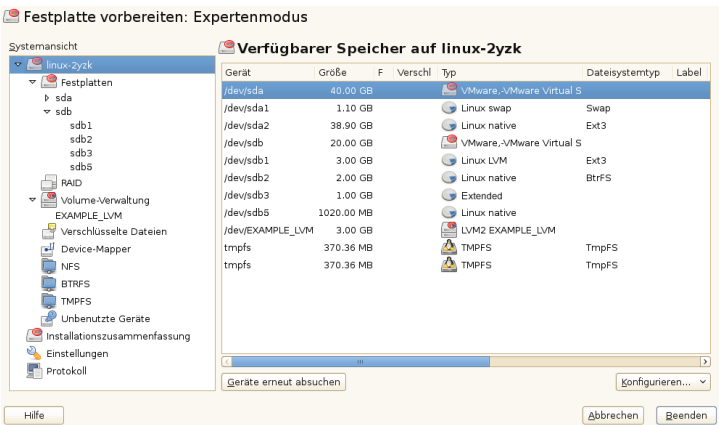 Festplatte vorbereiten: Expertenmodus
Systemansicht
linux-2yzk
Festplatten
sda
sdb
sdb1
sdb2
sdb3
sdb5
RAID
Volume-Verwaltung
EXAMPLE_LVM
Verschlüsselte Dateien
Device-Mapper
NFS
BTRFS
TMPFS
Unbenutzte Geräte
Installationszusammenfassung
Einstellungen
Protokoll
Verfügbarer Speicher auf linux-2yzk
Gerät Größe F Verschl Typ Dateisystemtyp Label
/dev/sda 40.00 GB VMware,-VMware Virtual S
/dev/sda1 1.10 GB Linux swap Swap
/dev/sda2 38.90 GB Linux native Ext3
/dev/sdb 20.00 GB VMware,-VMware Virtual S
/dev/sdb1 3.00 GB Linux LVM Ext3
/dev/sdb2 2.00 GB Linux native BtrFS
/dev/sdb3 1.00 GB Extended
/dev/sdb5 1020.00 MB Linux native
/dev/EXAMPLE_LVM 3.00 GB LVM2 EXAMPLE_LVM
tmpfs 370.36 MB TMPFS TmpFS
tmpfs 370.36 MB TMPFS TmpFS
Geräte erneut absuchen Konfigurieren...
Hilfe Abbrechen Beenden